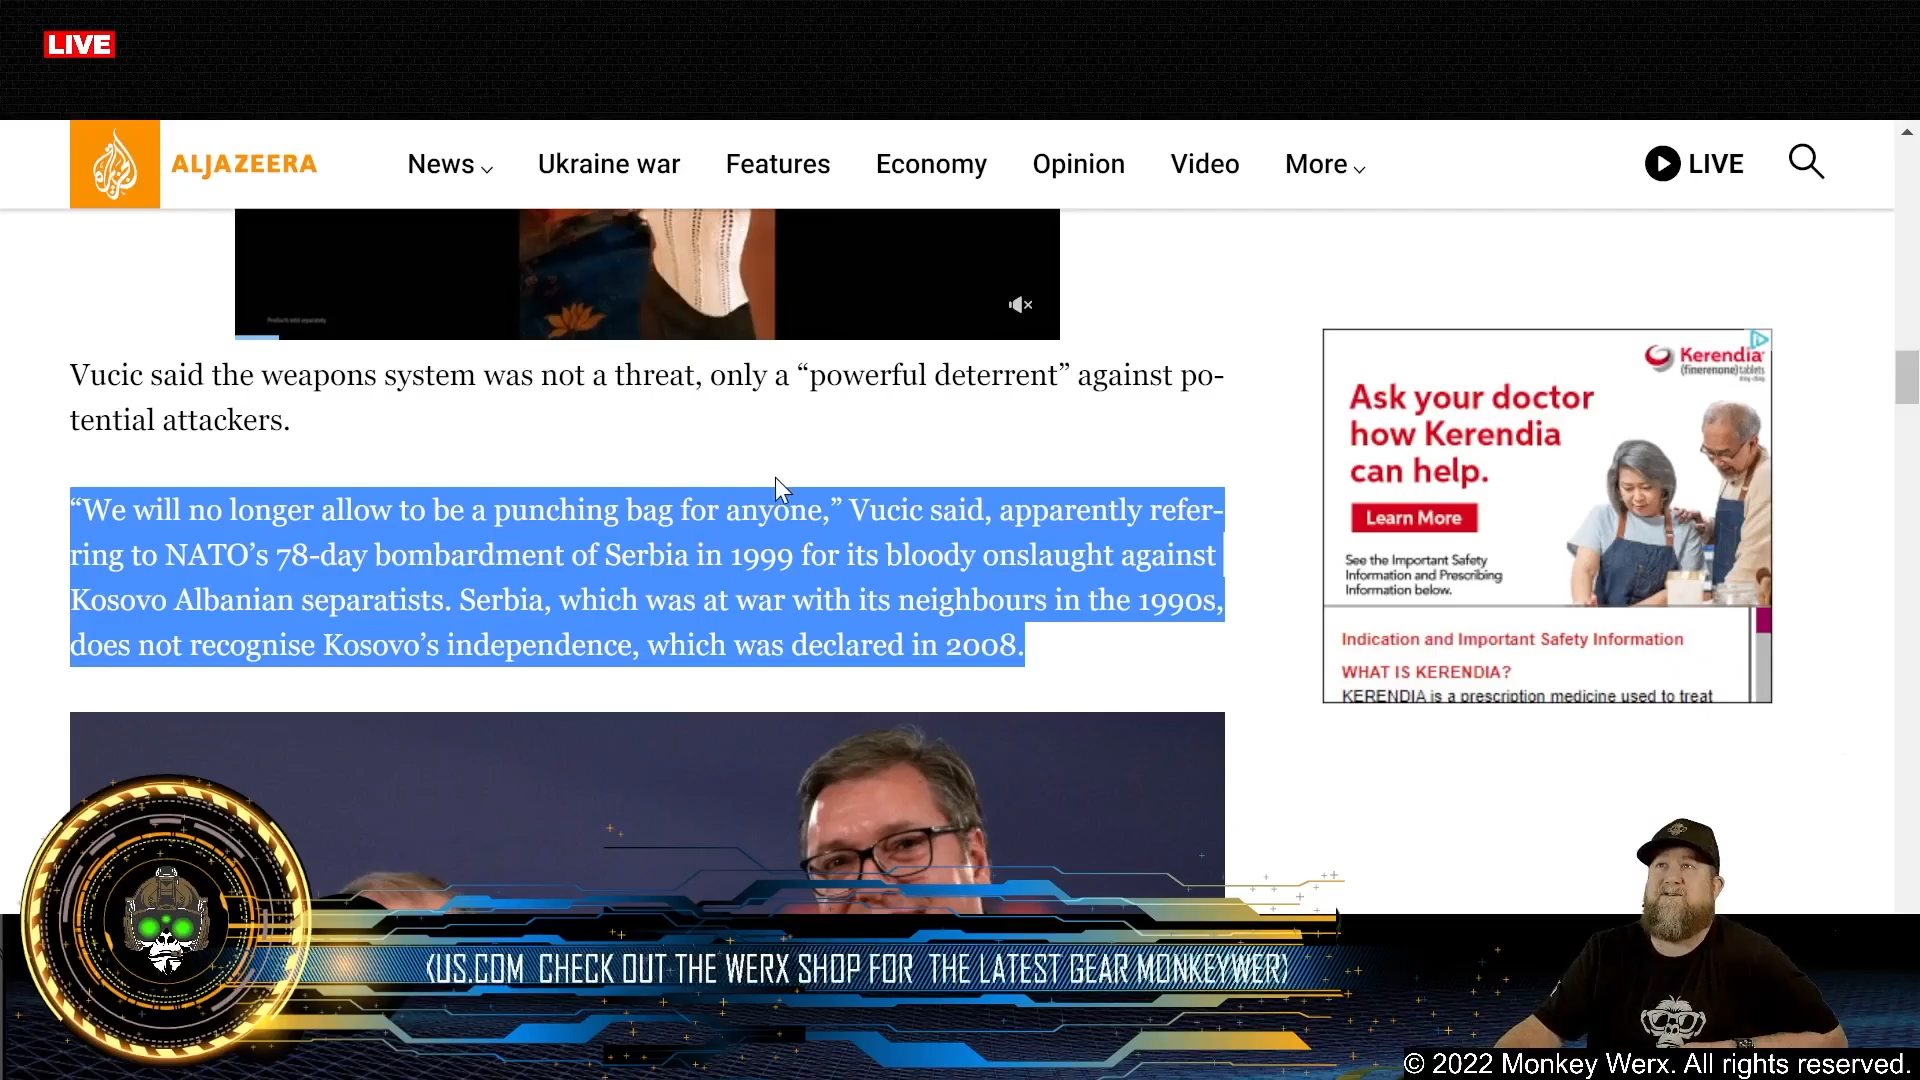 LIVE
ALJAZEERA
News
Ukraine war
Features
Economy
Opinion
Video
More
LIVE
Products sold separately
Vucic said the weapons system was not a threat, only a “powerful deterrent” against po-
tential attackers.
“We will no longer allow to be a punching bag for anyone,” Vucic said, apparently refer-
ring to NATO’s 78-day bombardment of Serbia in 1999 for its bloody onslaught against
Kosovo Albanian separatists. Serbia, which was at war with its neighbours in the 1990s,
does not recognise Kosovo’s independence, which was declared in 2008.
Kerendia
(finerenone) tablets
Ask your doctor
how Kerendia
can help.
Learn More
See the Important Safety
Information and Prescribing
Information below.
Indication and Important Safety Information
WHAT IS KERENDIA?
KERENDIA is a prescription medicine used to treat
US.COM CHECK OUT THE WERX SHOP FOR THE LATEST GEAR MONKEYWER
© 2022 Monkey Werx. All rights reserved.